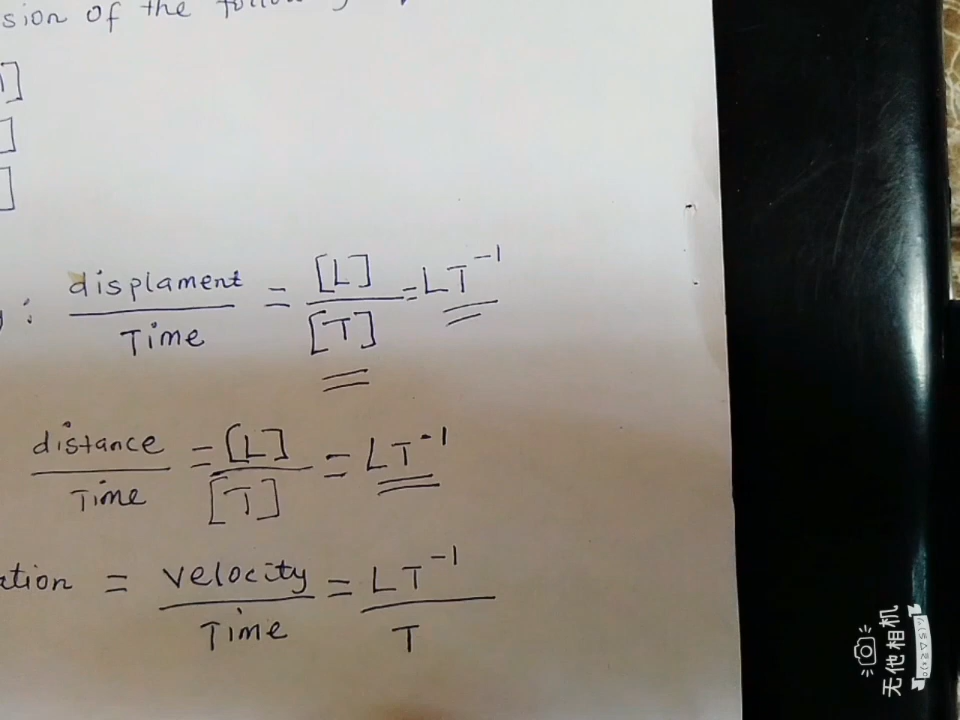 sion of the
]
]
]
: displament / Time = [L] / [T] = LT⁻¹
distance / Time = [L] / [T] = LT⁻¹
ation = velocity / Time = LT⁻¹ / T
无他相机